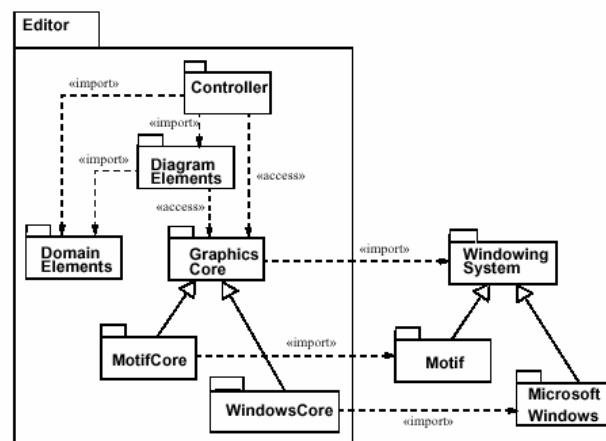 Editor
«import»
Controller
«import»
«import»
Diagram
Elements
«access»
«access»
Domain
Elements
Graphics
Core
«import»
Windowing
System
MotifCore
«import»
Motif
WindowsCore
«import»
Microsoft
Windows